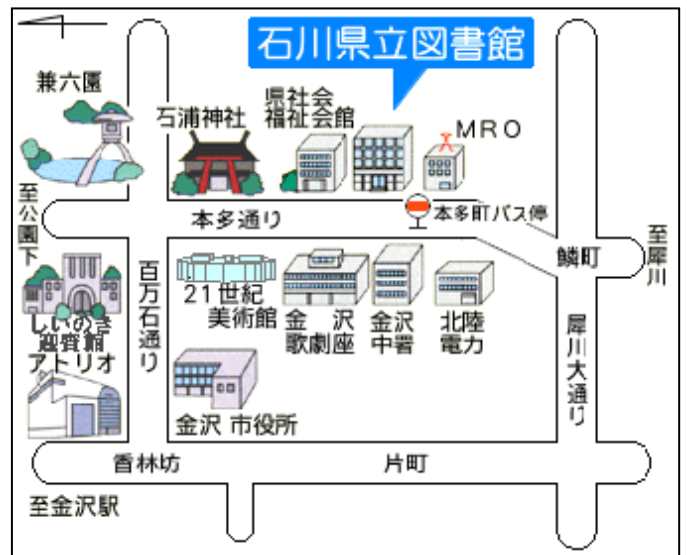 石川県立図書館
兼六園
石浦神社
県社会
福祉会館
MRO
至公園下
本多通り
本多町バス停
鱗町
至犀川
百万石通り
21世紀
美術館
金沢
歌劇座
金沢
中署
北陸
電力
犀川大通り
しいのき
迎賓館
アトリオ
金沢市役所
香林坊
片町
至金沢駅